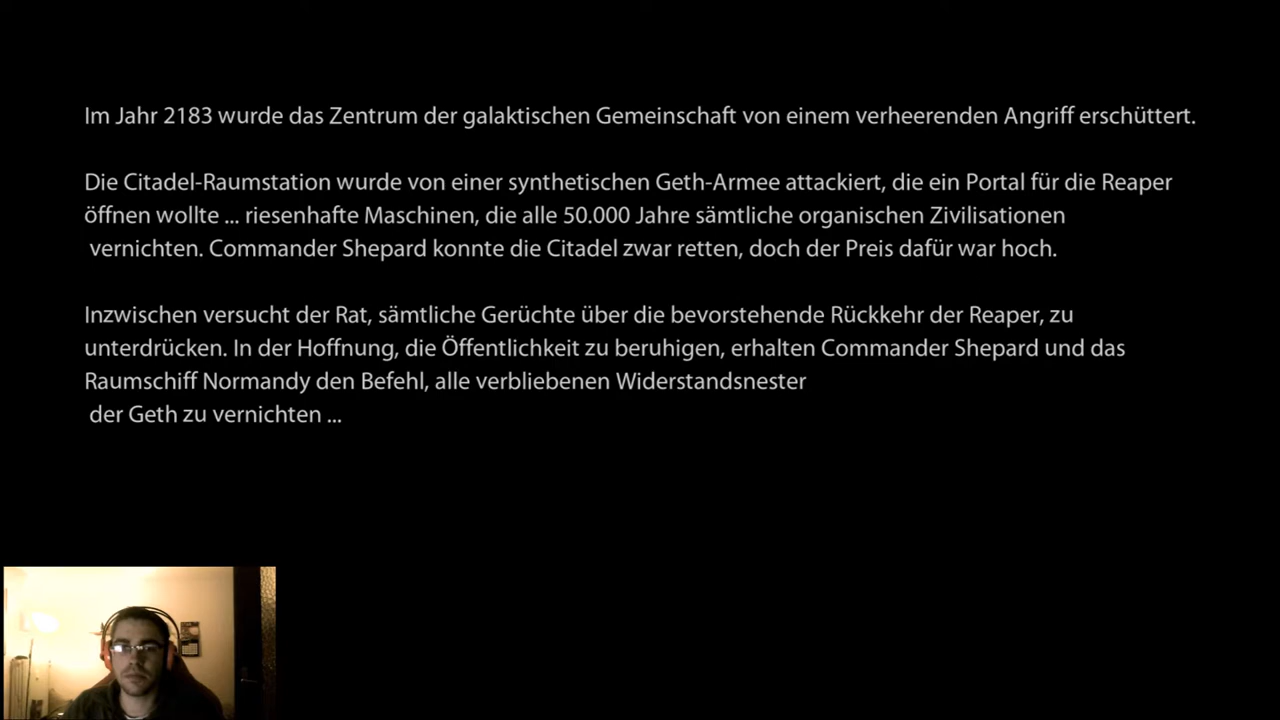 Im Jahr 2183 wurde das Zentrum der galaktischen Gemeinschaft von einem verheerenden Angriff erschüttert.
Die Citadel-Raumstation wurde von einer synthetischen Geth-Armee attackiert, die ein Portal für die Reaper
öffnen wollte ... riesenhafte Maschinen, die alle 50.000 Jahre sämtliche organischen Zivilisationen
vernichten. Commander Shepard konnte die Citadel zwar retten, doch der Preis dafür war hoch.
Inzwischen versucht der Rat, sämtliche Gerüchte über die bevorstehende Rückkehr der Reaper, zu
unterdrücken. In der Hoffnung, die Öffentlichkeit zu beruhigen, erhalten Commander Shepard und das
Raumschiff Normandy den Befehl, alle verbliebenen Widerstandsnester
der Geth zu vernichten ...